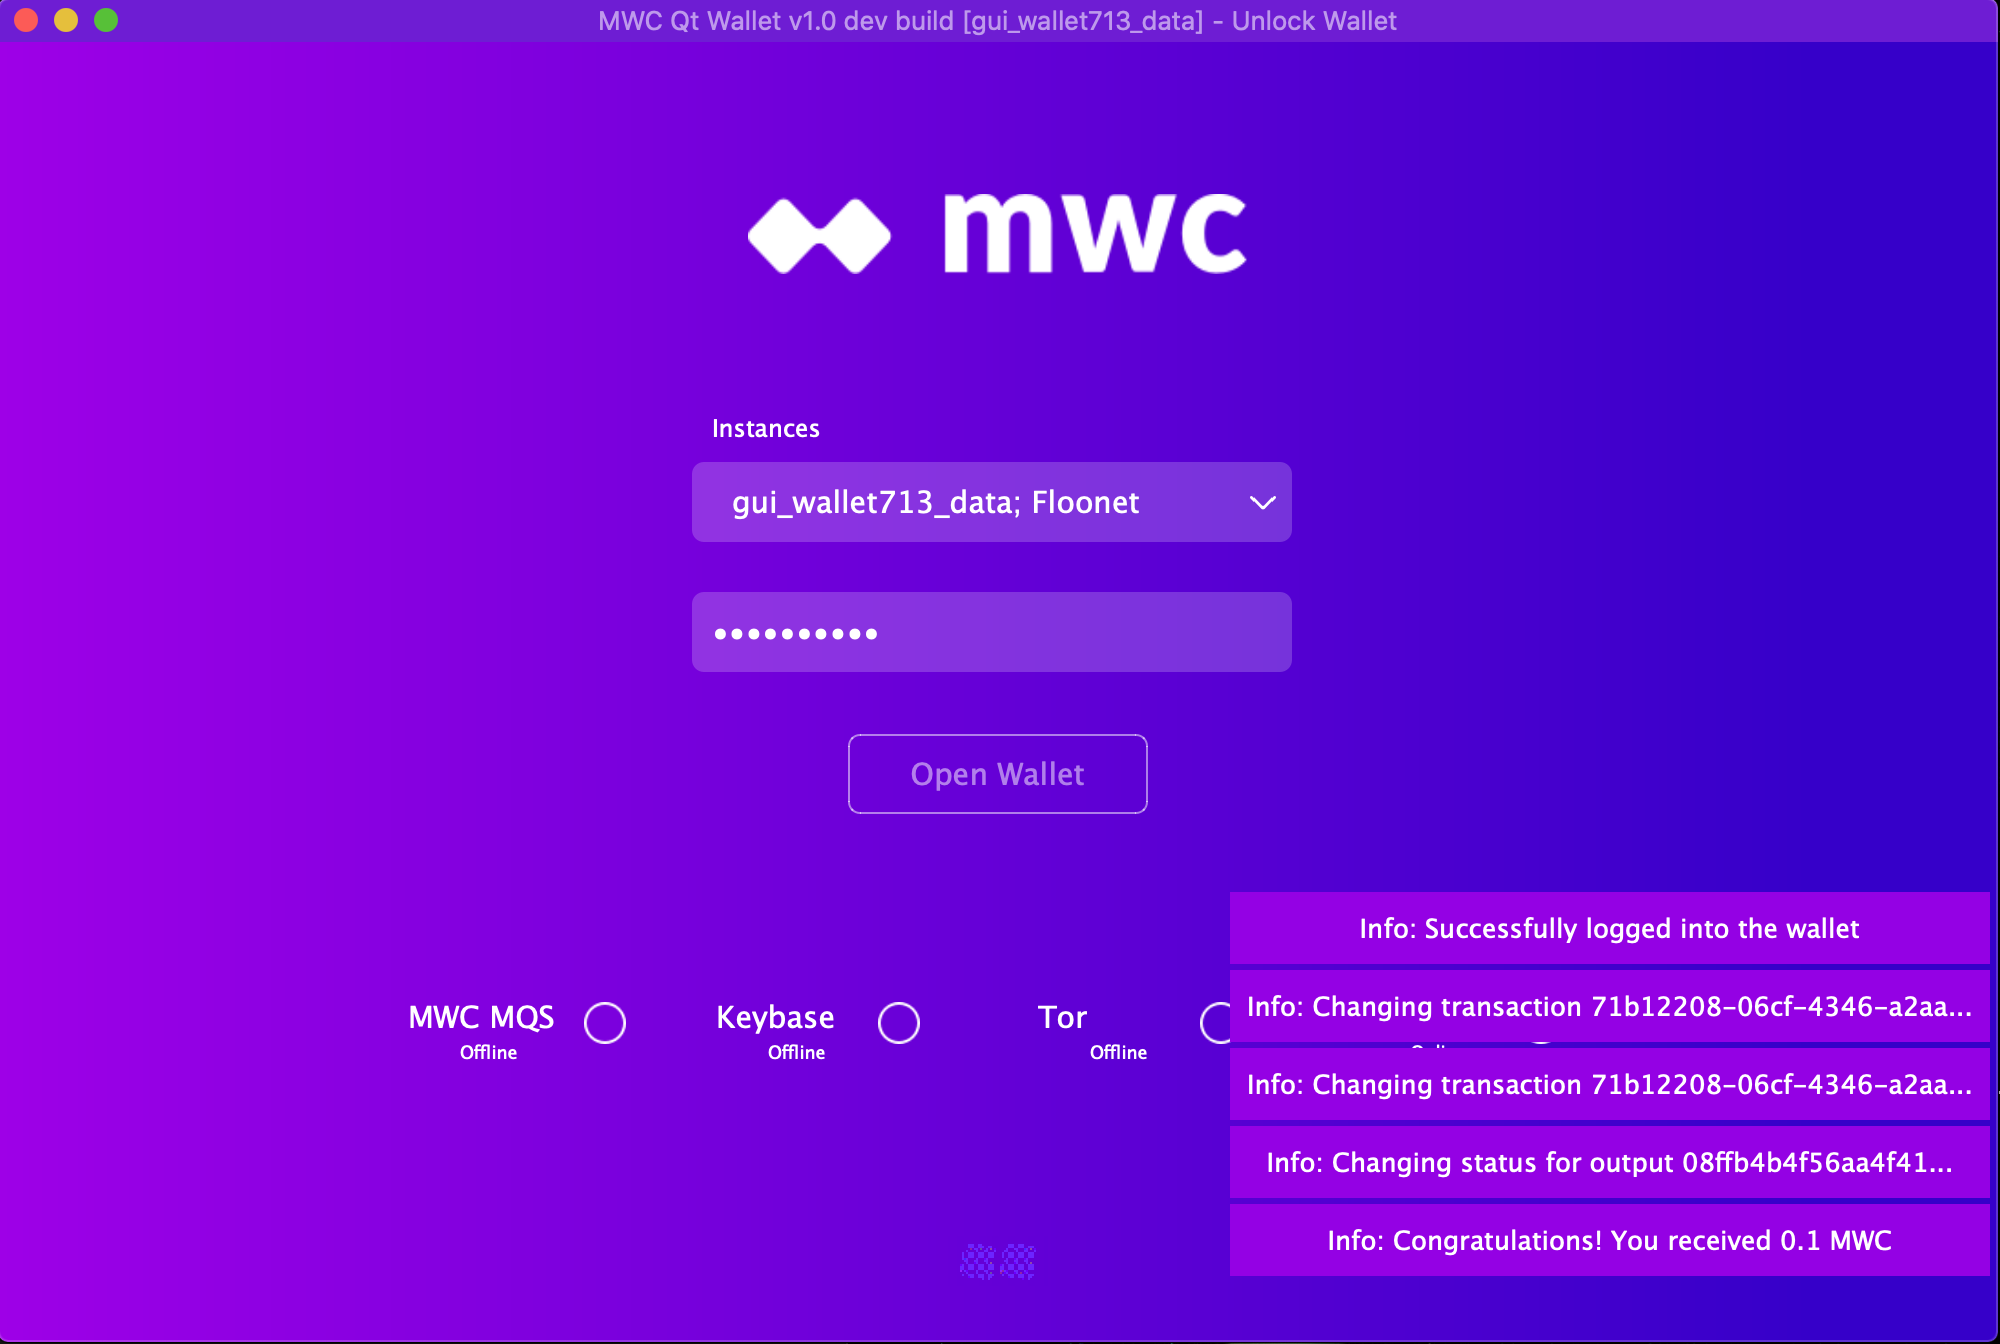 MWC Qt Wallet v1.0 dev build [gui_wallet713_data] - Unlock Wallet
mwc
Instances
gui_wallet713_data; Floonet
Open Wallet
Info: Successfully logged into the wallet
MWC MQS
Offline
Keybase
Offline
Tor
Offline
Info: Changing transaction 71b12208-06cf-4346-a2aa...
Info: Changing transaction 71b12208-06cf-4346-a2aa...
Info: Changing status for output 08ffb4b4f56aa4f41...
Info: Congratulations! You received 0.1 MWC